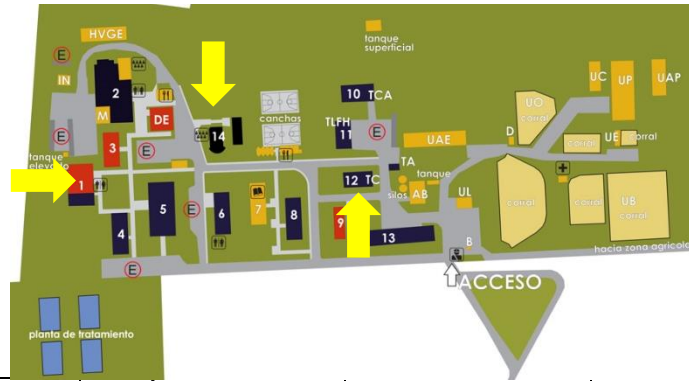 HVGE
E
tanque
superficial
IN
2
M
DE
14
canchas
10
TCA
TLFH
11
E
UAE
D
UO
corral
UC
UP
UAP
UE
corral
corral
E
3
E
tanque
elevado
1
TA
12
TC
tanque
silos
AB
UL
corral
corral
UB
corral
4
5
E
6
7
8
9
13
B
hacia zona agricola
E
ACCESO
planta de tratamiento